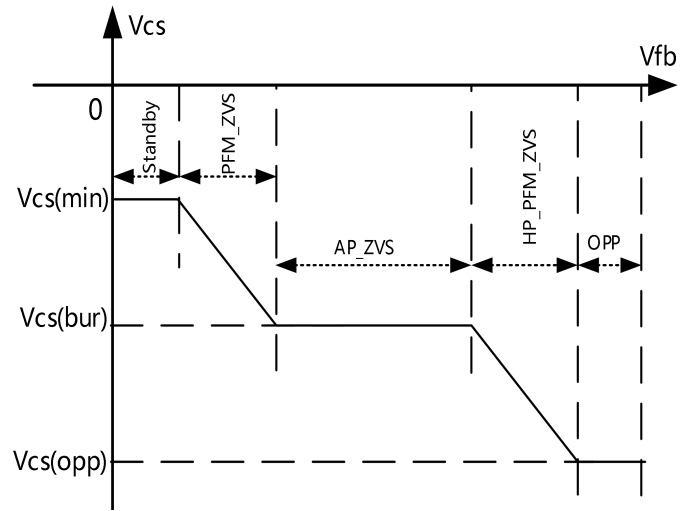 Vcs
Vfb
0
Standby
PFM_ZVS
HP_PFM_ZVS
Vcs(min)
AP_ZVS
OPP
Vcs(bur)
Vcs(opp)